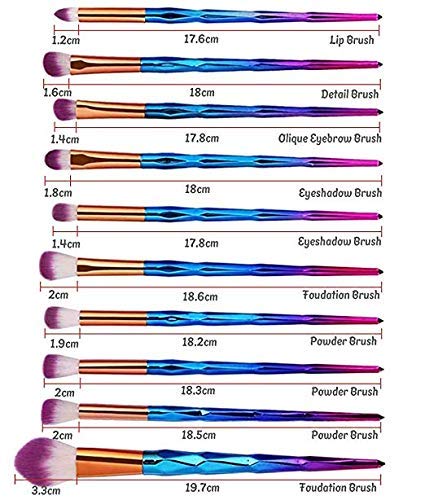 1.2cm 17.6cm Lip Brush
1.6cm 18cm Detail Brush
1.4cm 17.8cm Olique Eyebrow Brush
1.8cm 18cm Eyeshadow Brush
1.4cm 17.8cm Eyeshadow Brush
2cm 18.6cm Foudation Brush
1.9cm 18.2cm Powder Brush
2cm 18.3cm Powder Brush
2cm 18.5cm Powder Brush
3.3cm 19.7cm Foudation Brush